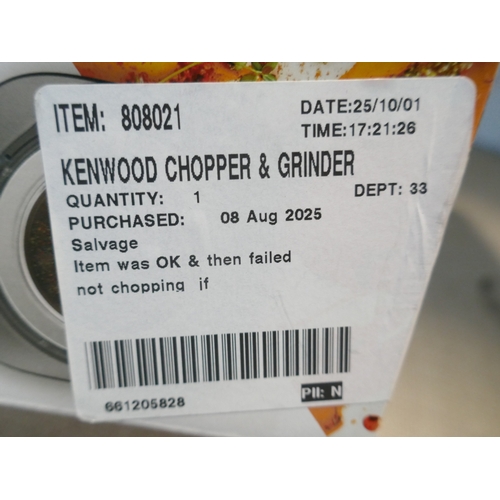 ITEM: 808021 DATE:25/10/01
TIME:17:21:26
KENWOOD CHOPPER & GRINDER
QUANTITY: 1 DEPT: 33
PURCHASED: 08 Aug 2025
Salvage
Item was OK & then failed
not chopping jf
661205828
PII: N